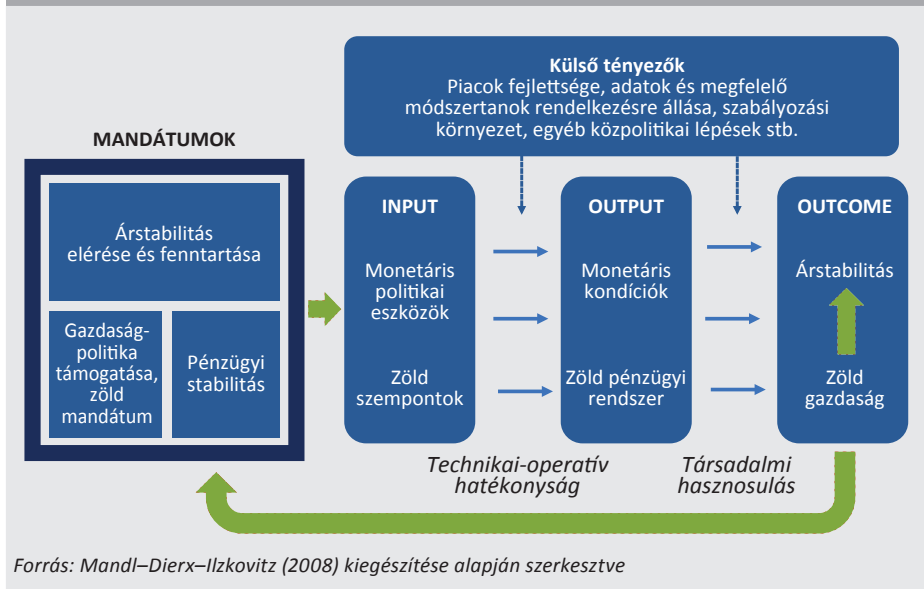 Külső tényezők
Piacok fejlettsége, adatok és megfelelő
módszertanok rendelkezésre állása, szabályozási
környezet, egyéb közpolitikai lépések stb.
MANDÁTUMOK
Árstabilitás
elérése és fenntartása
Gazdaság-
politika
támogatása,
zöld
mandátum
Pénzügyi
stabilitás
INPUT
Monetáris
politikai
eszközök
Zöld
szempontok
OUTPUT
Monetáris
kondíciók
Zöld pénzügyi
rendszer
OUTCOME
Árstabilitás
Zöld
gazdaság
Technikai-operatív
hatékonyság
Társadalmi
hasznosulás
Forrás: Mandl–Dierx–Ilzkovitz (2008) kiegészítése alapján szerkesztve